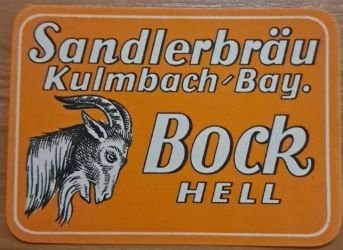 Sandlerbräu
Kulmbach-Bay.
Bock
HELL